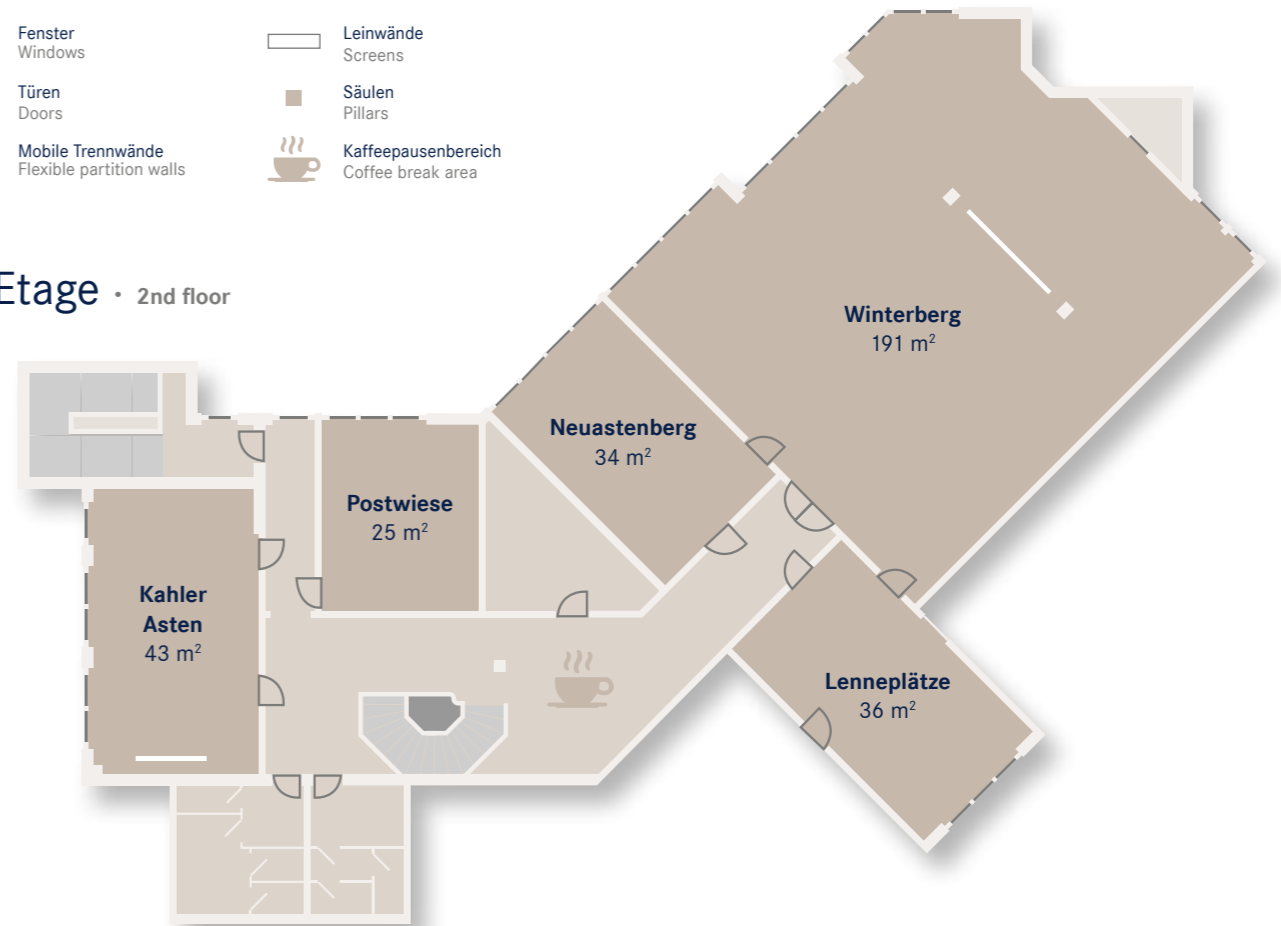 Fenster
Windows
Türen
Doors
Mobile Trennwände
Flexible partition walls
Leinwände
Screens
Säulen
Pillars
Kaffeepausenbereich
Coffee break area
Etage · 2nd floor
Winterberg
191 m²
Neuastenberg
34 m²
Postwiese
25 m²
Kahler
Asten
43 m²
Lenneplätze
36 m²